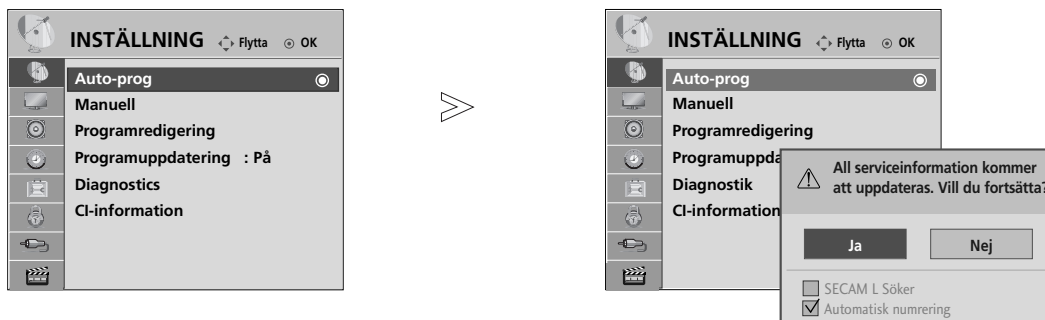 INSTÄLLNING Flytta OK
Auto-prog
Manuell
Programredigering
Programuppdatering : På
Diagnostics
CI-information
INSTÄLLNING Flytta OK
Auto-prog
Manuell
Programredigering
Programuppda
Diagnostik
CI-information
All serviceinformation kommer
att uppdateras. Vill du fortsätta?
Ja Nej
SECAM L Söker
Automatisk numrering